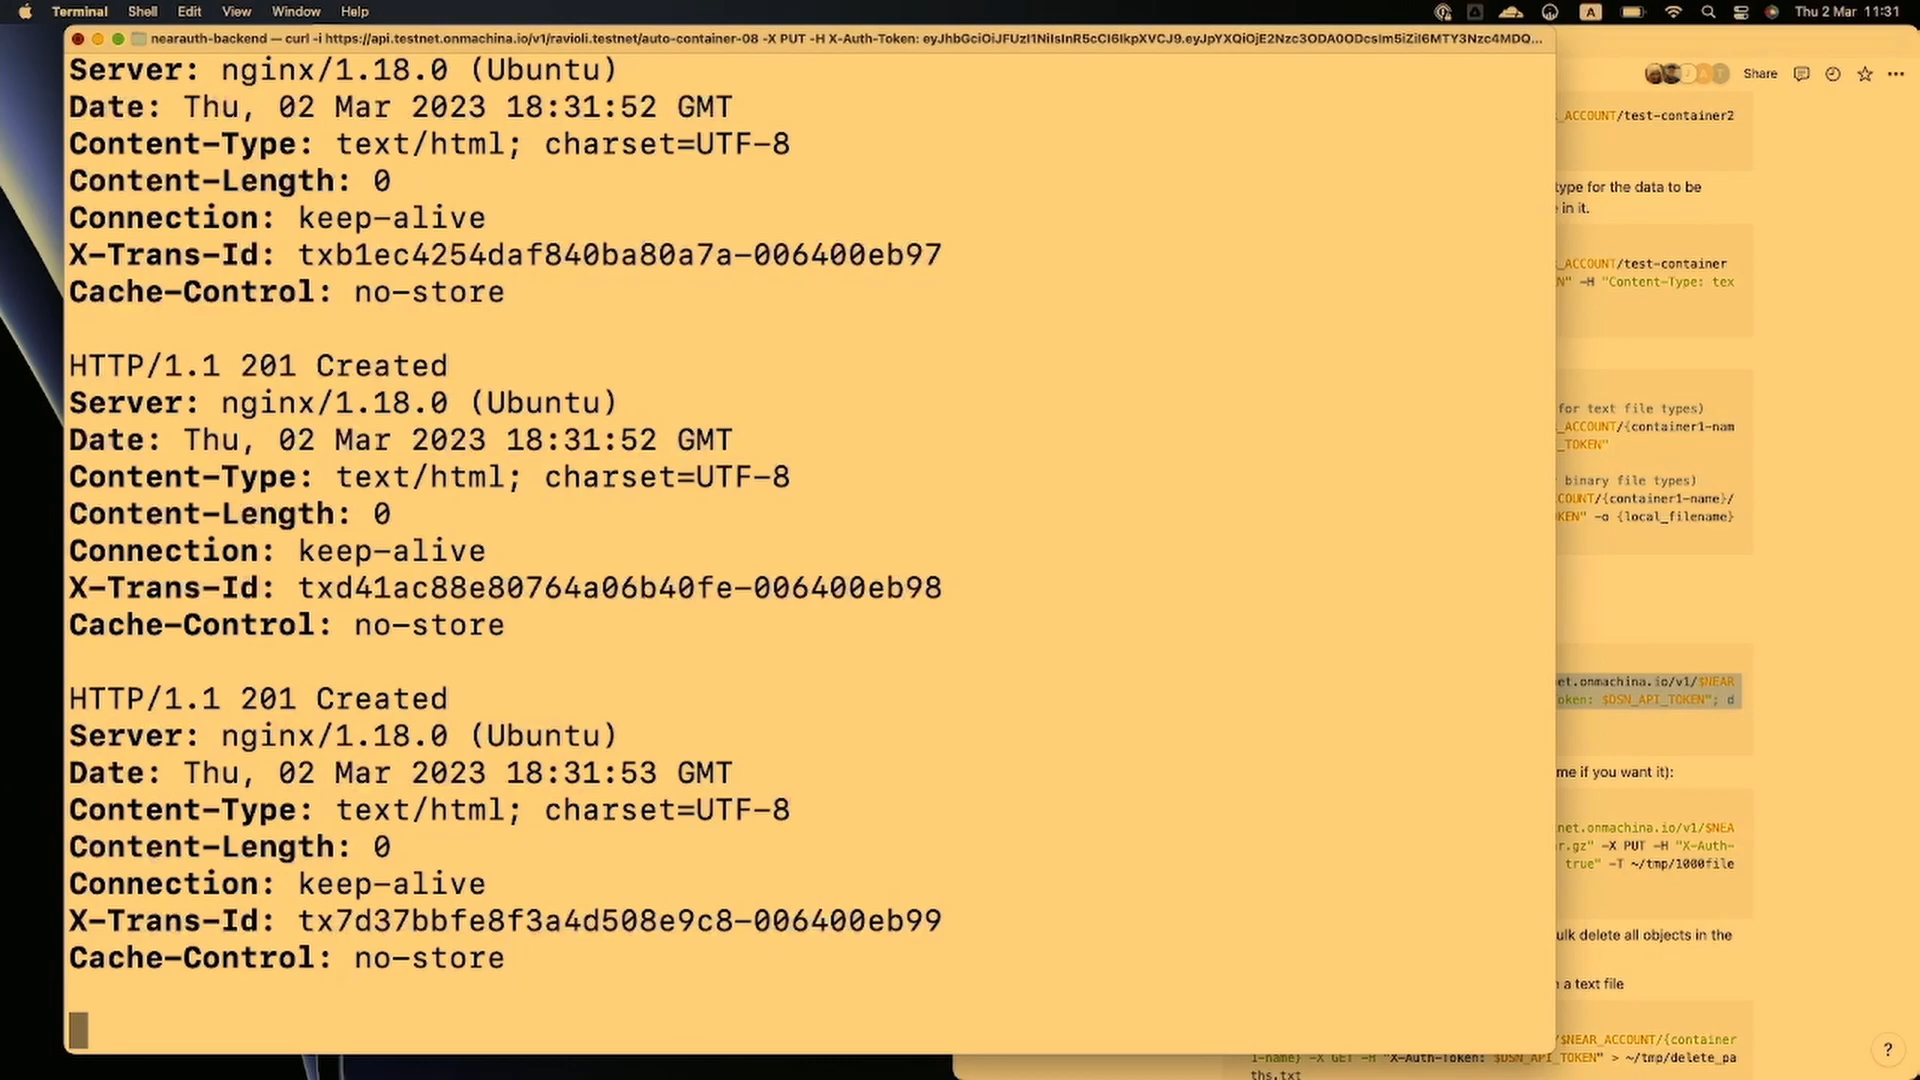 Terminal Shell Edit View Window Help
A Thu 2 Mar 11:31
nearauth-backend — curl -i https://api.testnet.onmachina.io/v1/ravioli.testnet/auto-container-08 -X PUT -H X-Auth-Token:
Share
Server: nginx/1.18.0 (Ubuntu)
Date: Thu, 02 Mar 2023 18:31:52 GMT
Content-Type: text/html; charset=UTF-8
Content-Length: 0
Connection: keep-alive
X-Trans-Id: txb1ec4254daf840ba80a7a-006400eb97
Cache-Control: no-store
HTTP/1.1 201 Created
Server: nginx/1.18.0 (Ubuntu)
Date: Thu, 02 Mar 2023 18:31:52 GMT
Content-Type: text/html; charset=UTF-8
Content-Length: 0
Connection: keep-alive
X-Trans-Id: txd41ac88e80764a06b40fe-006400eb98
Cache-Control: no-store
HTTP/1.1 201 Created
Server: nginx/1.18.0 (Ubuntu)
Date: Thu, 02 Mar 2023 18:31:53 GMT
Content-Type: text/html; charset=UTF-8
Content-Length: 0
Connection: keep-alive
X-Trans-Id: tx7d37bbfe8f3a4d508e9c8-006400eb99
Cache-Control: no-store
_ACCOUNT/test-container2
type for the data to be
in it.
_ACCOUNT/test-container
N" -H "Content-Type: tex
for text file types)
_ACCOUNT/{container1-nam
_TOKEN"
binary file types)
COUNT/{container1-name}/
KEN" -o {local_filename}
net.onmachina.io/v1/$NEAR
oken: $DSN_API_TOKEN"; d
me if you want it):
net.onmachina.io/v1/$NEA
r.gz" -X PUT -H "X-Auth-
true" -T ~/tmp/1000file
ulk delete all objects in the
a text file
$NEAR_ACCOUNT/{container
1-name} -X GET -H "X-Auth-Token: $DSN_API_TOKEN" > ~/tmp/delete_pa
ths.txt
?